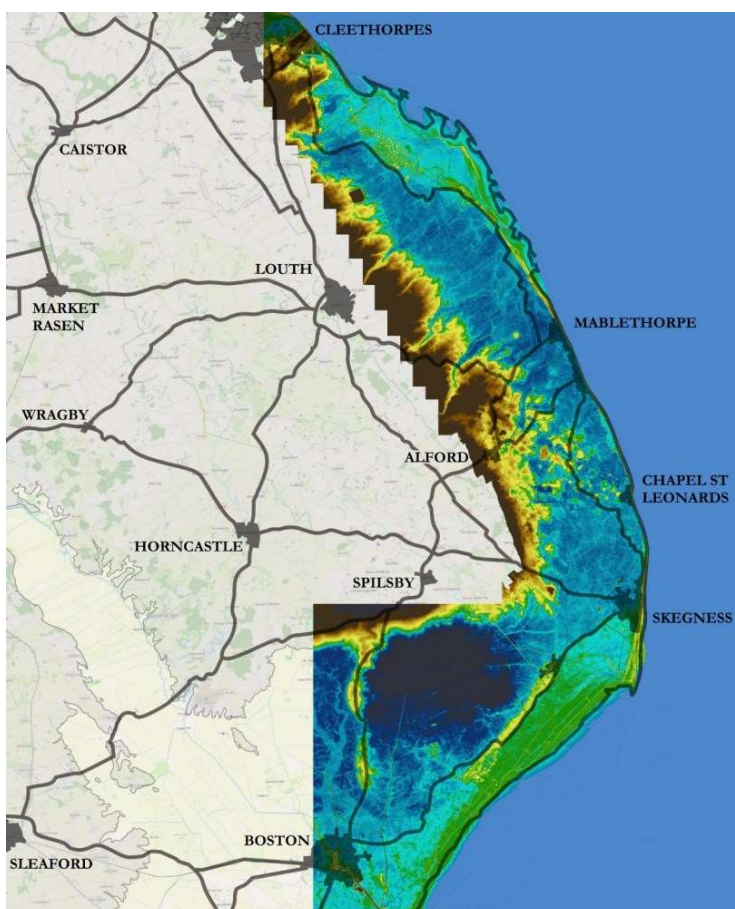 CLEETHORPES
CAISTOR
LOUTH
MARKET
RASEN
MABLETHORPE
WRAGBY
ALFORD
CHAPEL ST
LEONARDS
HORNCASTLE
SPILSBY
SKEGNESS
BOSTON
SLEAFORD